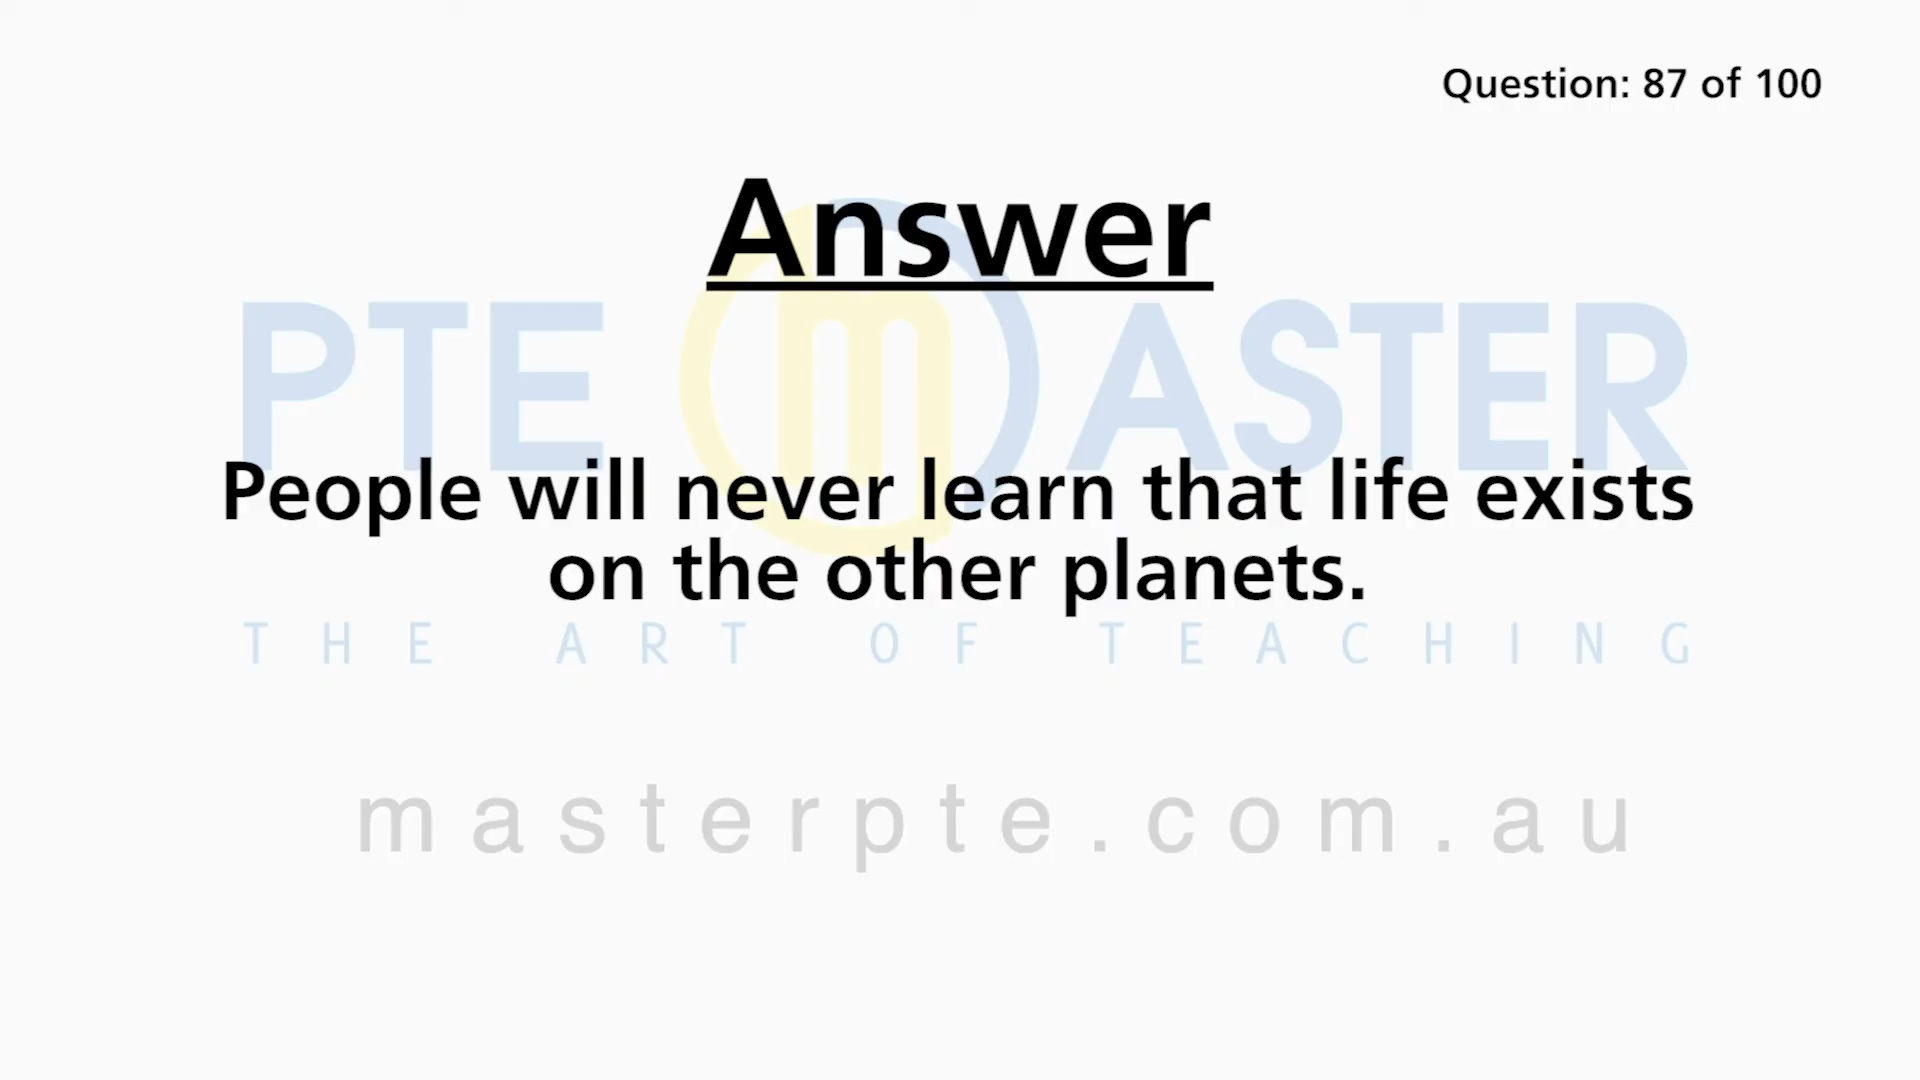 Question: 87 of 100
Answer
PTE MASTER
People will never learn that life exists
on the other planets.
THE ART OF TEACHING
masterpte.com.au